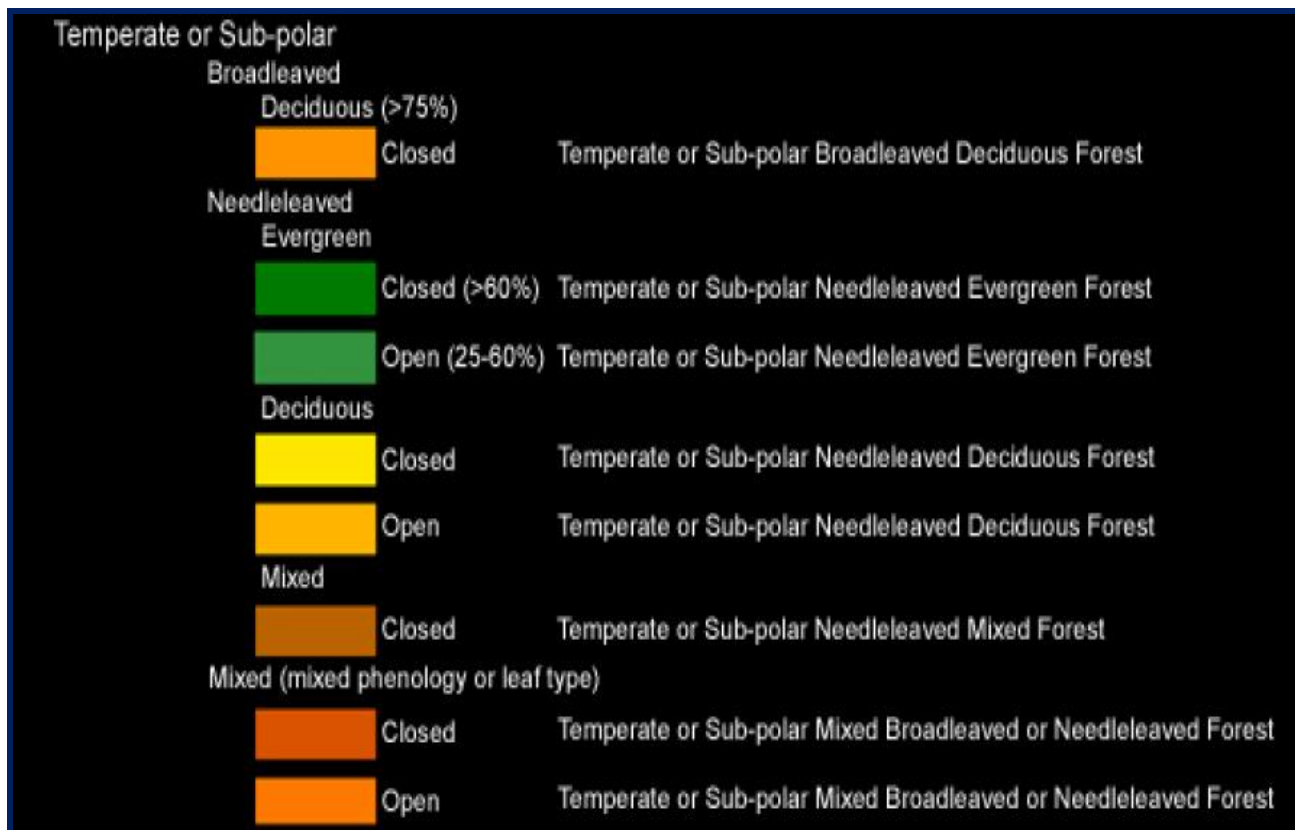 Temperate or Sub-polar
Broadleaved
Deciduous (>75%)
Closed Temperate or Sub-polar Broadleaved Deciduous Forest
Needleleaved
Evergreen
Closed (>60%) Temperate or Sub-polar Needleleaved Evergreen Forest
Open (25-60%) Temperate or Sub-polar Needleleaved Evergreen Forest
Deciduous
Closed Temperate or Sub-polar Needleleaved Deciduous Forest
Open Temperate or Sub-polar Needleleaved Deciduous Forest
Mixed
Closed Temperate or Sub-polar Needleleaved Mixed Forest
Mixed (mixed phenology or leaf type)
Closed Temperate or Sub-polar Mixed Broadleaved or Needleleaved Forest
Open Temperate or Sub-polar Mixed Broadleaved or Needleleaved Forest